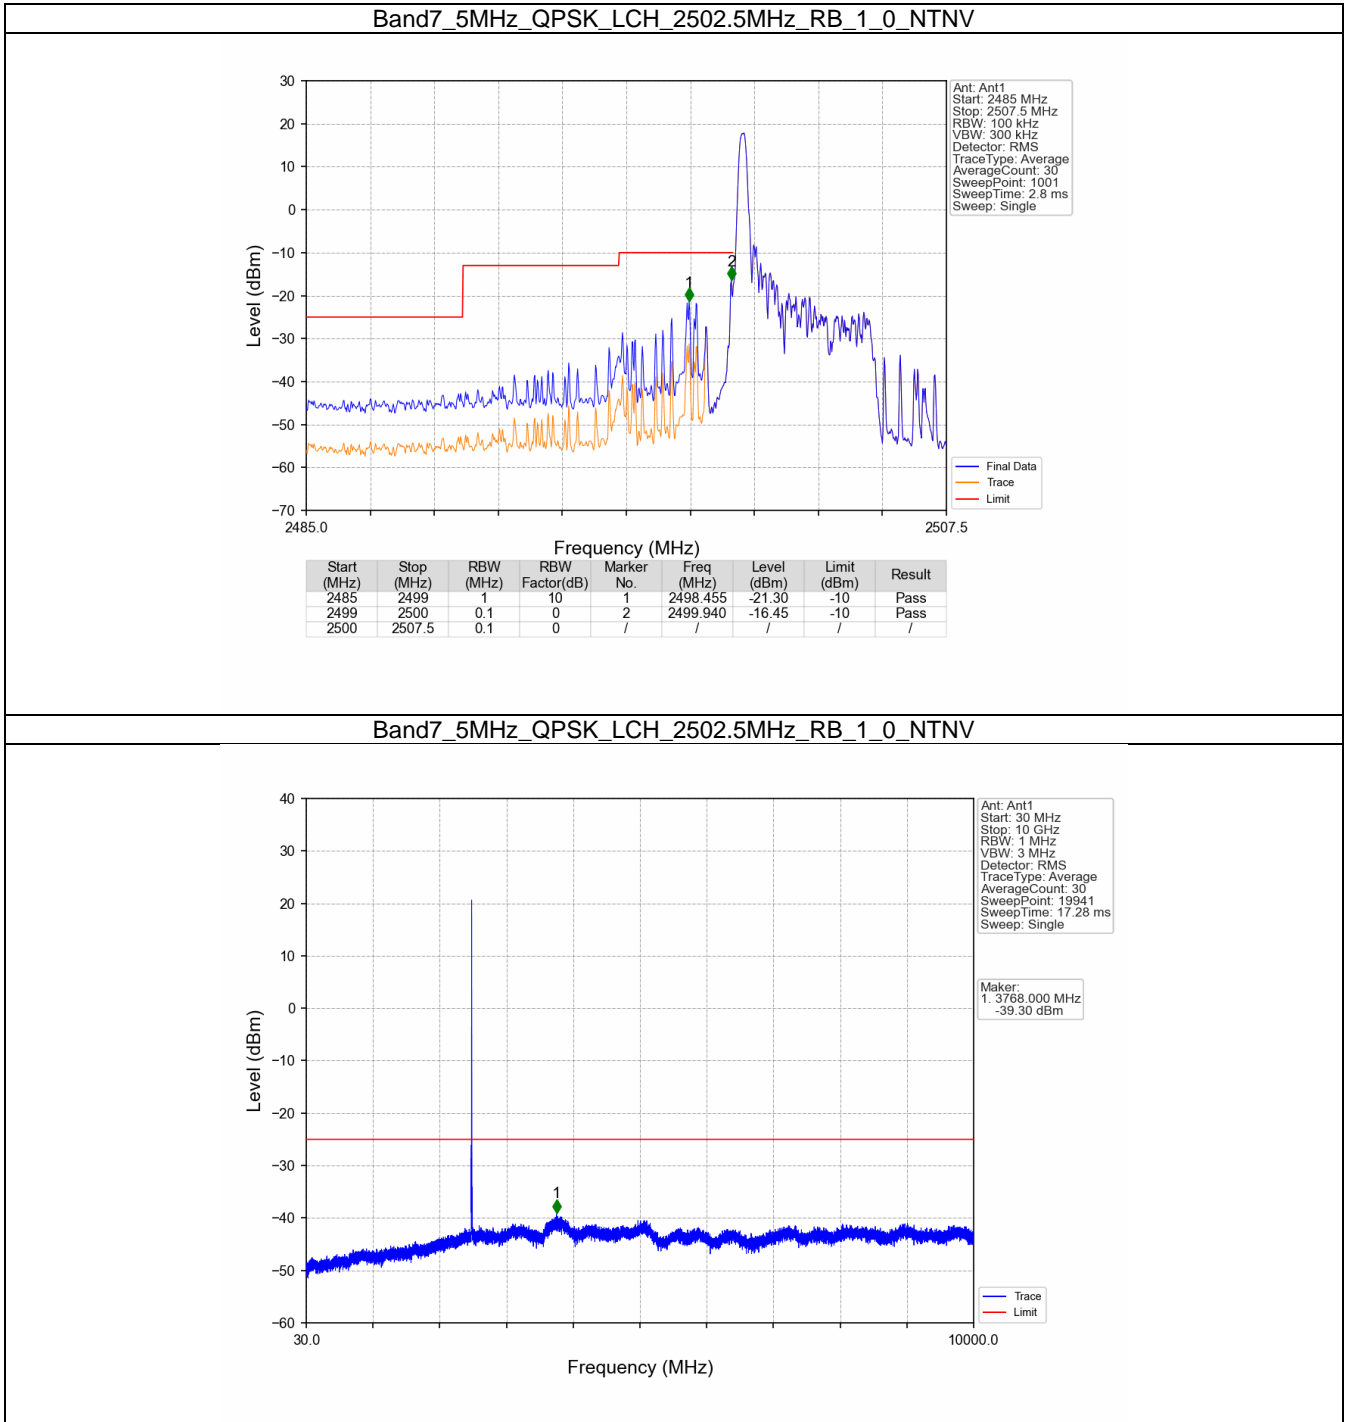 Band7_5MHz_QPSK_LCH_2502.5MHz_RB_1_0_NTNV
30
20
10
0
−10
−20
−30
−40
−50
−60
−70
Level (dBm)
1
2
2485.0
2507.5
Frequency (MHz)
Ant: Ant1
Start: 2485 MHz
Stop: 2507.5 MHz
RBW: 100 kHz
VBW: 300 kHz
Detector: RMS
TraceType: Average
AverageCount: 30
SweepPoint: 1001
SweepTime: 2.8 ms
Sweep: Single
Final Data
Trace
Limit
Start (MHz) Stop (MHz) RBW (MHz) RBW Factor(dB) Marker No. Freq (MHz) Level (dBm) Limit (dBm) Result
2485 2499 1 10 1 2498.455 -21.30 -10 Pass
2499 2500 0.1 0 2 2499.940 -16.45 -10 Pass
2500 2507.5 0.1 0 / / / / /
Band7_5MHz_QPSK_LCH_2502.5MHz_RB_1_0_NTNV
40
30
20
10
0
−10
−20
−30
−40
−50
−60
Level (dBm)
1
30.0
10000.0
Frequency (MHz)
Ant: Ant1
Start: 30 MHz
Stop: 10 GHz
RBW: 1 MHz
VBW: 3 MHz
Detector: RMS
TraceType: Average
AverageCount: 30
SweepPoint: 19941
SweepTime: 17.28 ms
Sweep: Single
Maker:
1. 3768.000 MHz
-39.30 dBm
Trace
Limit